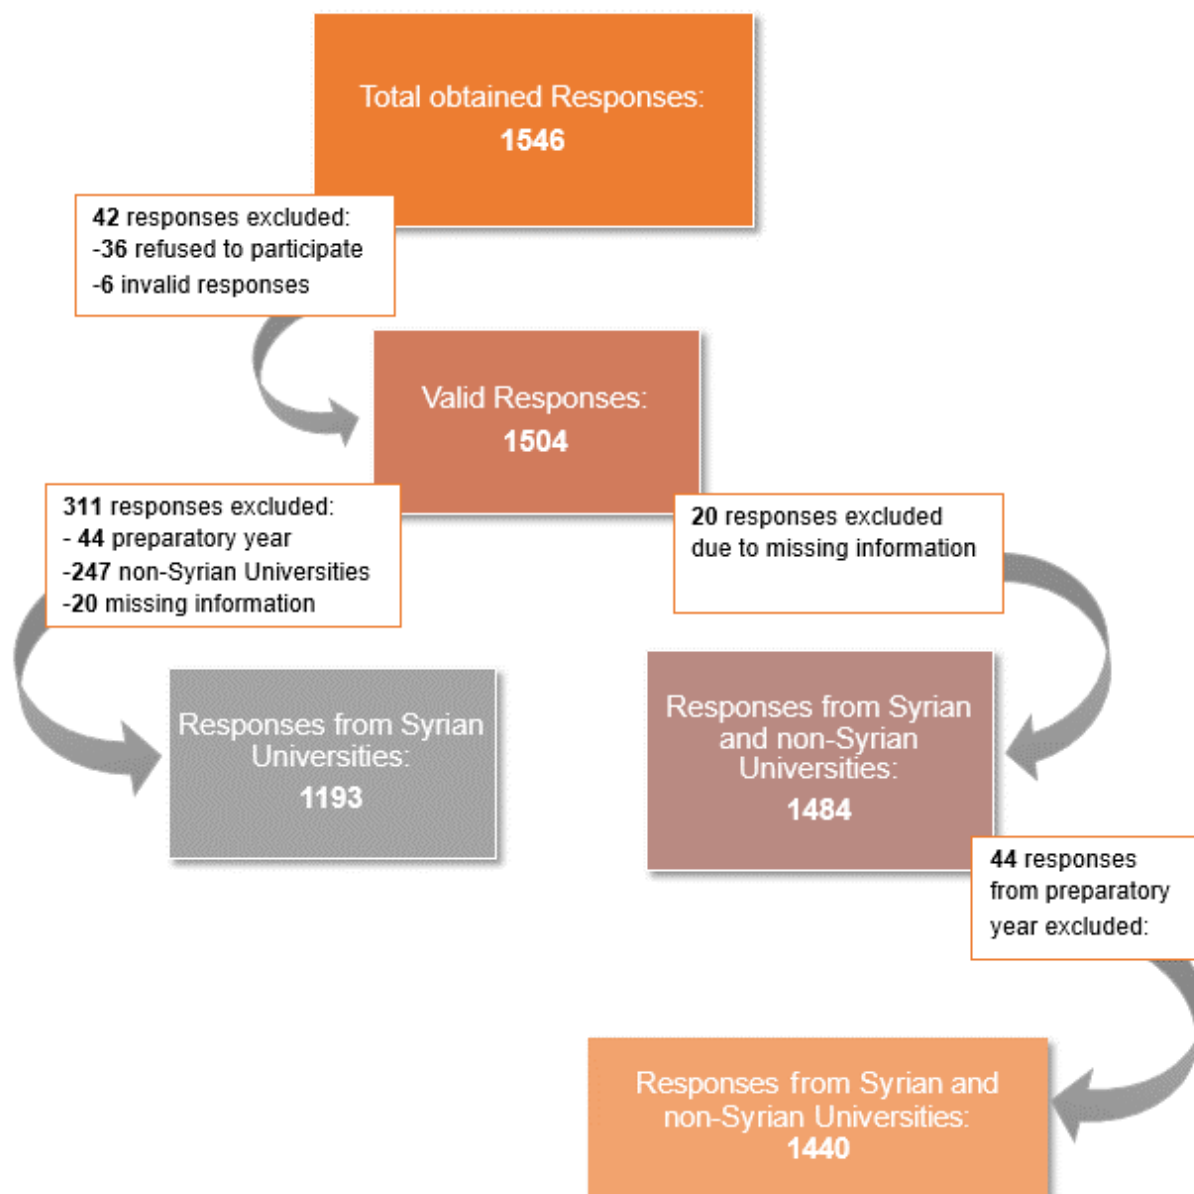 Total obtained Responses:
1546
42 responses excluded:
-36 refused to participate
-6 invalid responses
Valid Responses:
1504
311 responses excluded:
- 44 preparatory year
-247 non-Syrian Universities
-20 missing information
20 responses excluded
due to missing information
Responses from Syrian
Universities:
1193
Responses from Syrian
and non-Syrian
Universities:
1484
44 responses
from preparatory
year excluded:
Responses from Syrian and
non-Syrian Universities:
1440